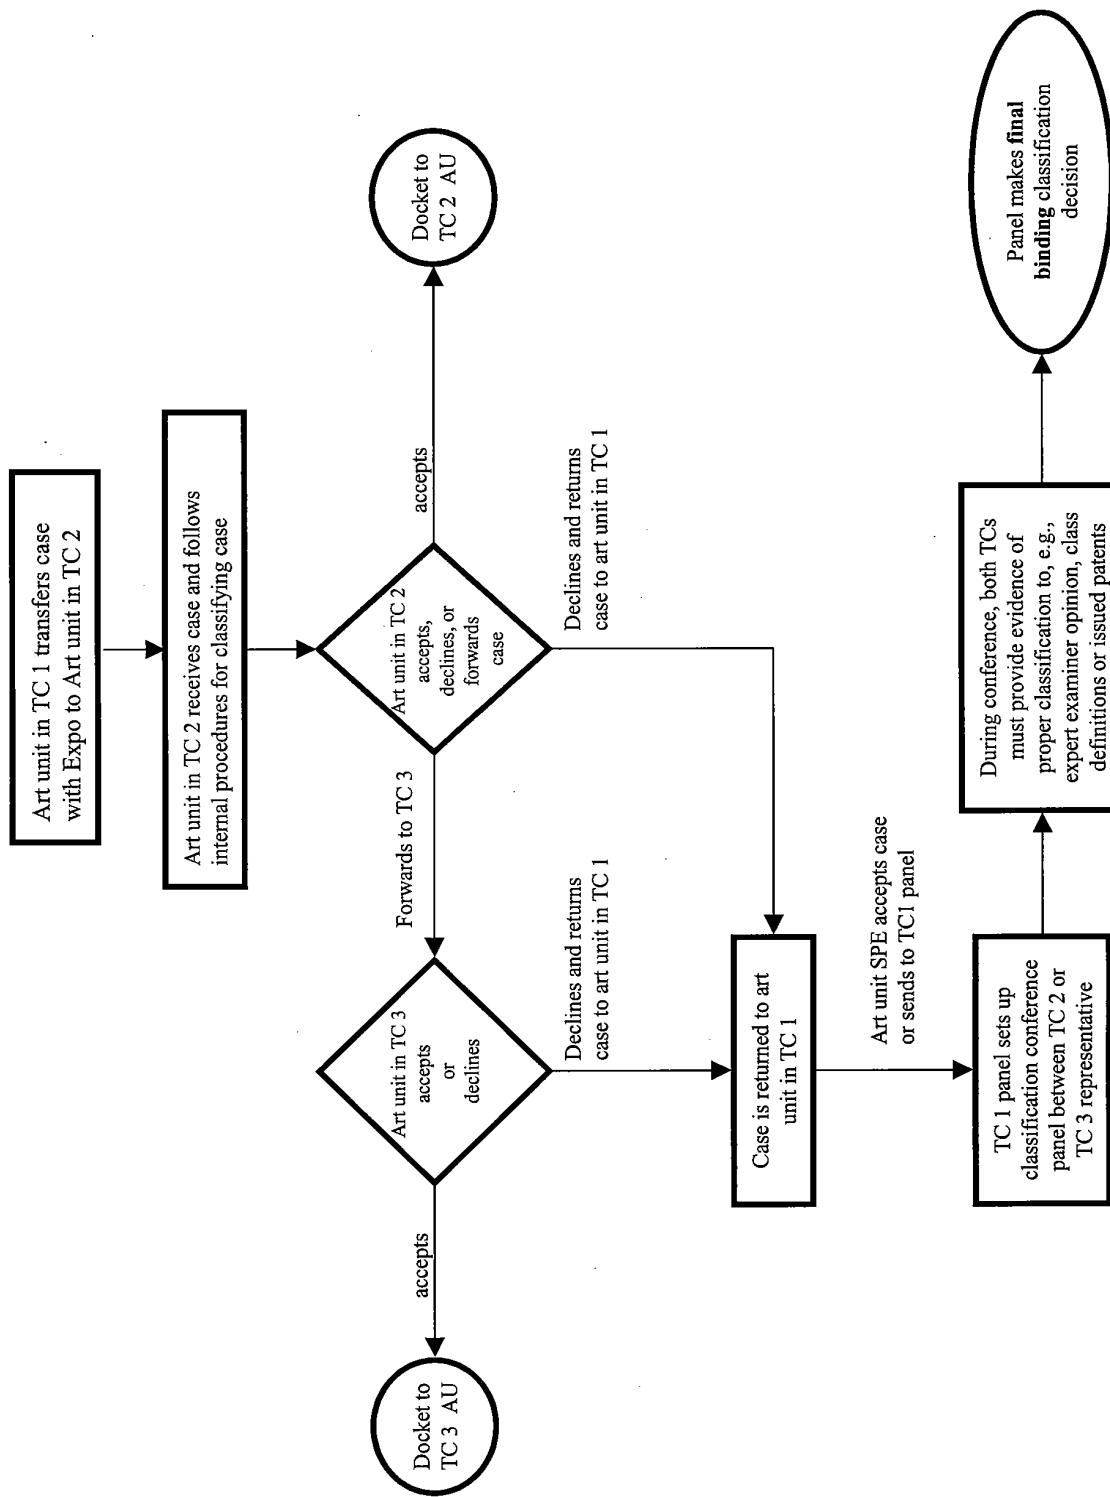 Art unit in TC 1 transfers case
with Expo to Art unit in TC 2
Art unit in TC 2 receives case and follows
internal procedures for classifying case
Art unit in TC 2
accepts,
declines, or
forwards
case
accepts
Docket to
TC 2 AU
Forwards to TC 3
Declines and returns
case to art unit in TC 1
Art unit in TC 3
accepts
or
declines
accepts
Docket to
TC 3 AU
Declines and returns
case to art unit in TC 1
Case is returned to art
unit in TC 1
Art unit SPE accepts case
or sends to TC1 panel
TC 1 panel sets up
classification conference
panel between TC 2 or
TC 3 representative
During conference, both TCs
must provide evidence of
proper classification to, e.g.,
expert examiner opinion, class
definitions or issued patents
Panel makes final
binding classification
decision